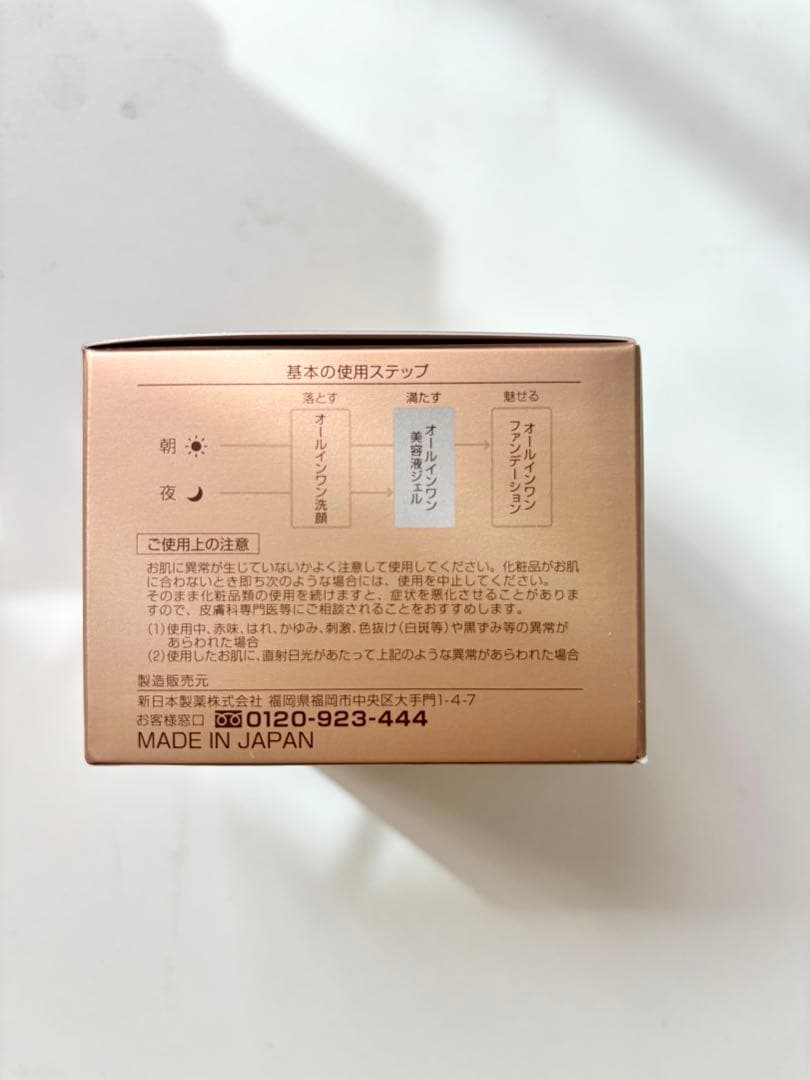 基本の使用ステップ
落とす 満たす 魅せる
朝
夜
オールインワン洗顔
オールインワン
美容液ジェル
オールインワン
ファンデーション
ご使用上の注意
お肌に異常が生じていないかよく注意して使用してください。化粧品がお肌
に合わないとき即ち次のような場合には、使用を中止してください。
そのまま化粧品類の使用を続けますと、症状を悪化させることがありま
すので、皮膚科専門医等にご相談されることをおすすめします。
(1)使用中、赤味、はれ、かゆみ、刺激、色抜け(白斑等)や黒ずみ等の異常が
あらわれた場合
(2)使用したお肌に、直射日光があたって上記のような異常があらわれた場合
製造販売元
新日本製薬株式会社 福岡県福岡市中央区大手門1-4-7
お客様窓口 0120-923-444
MADE IN JAPAN